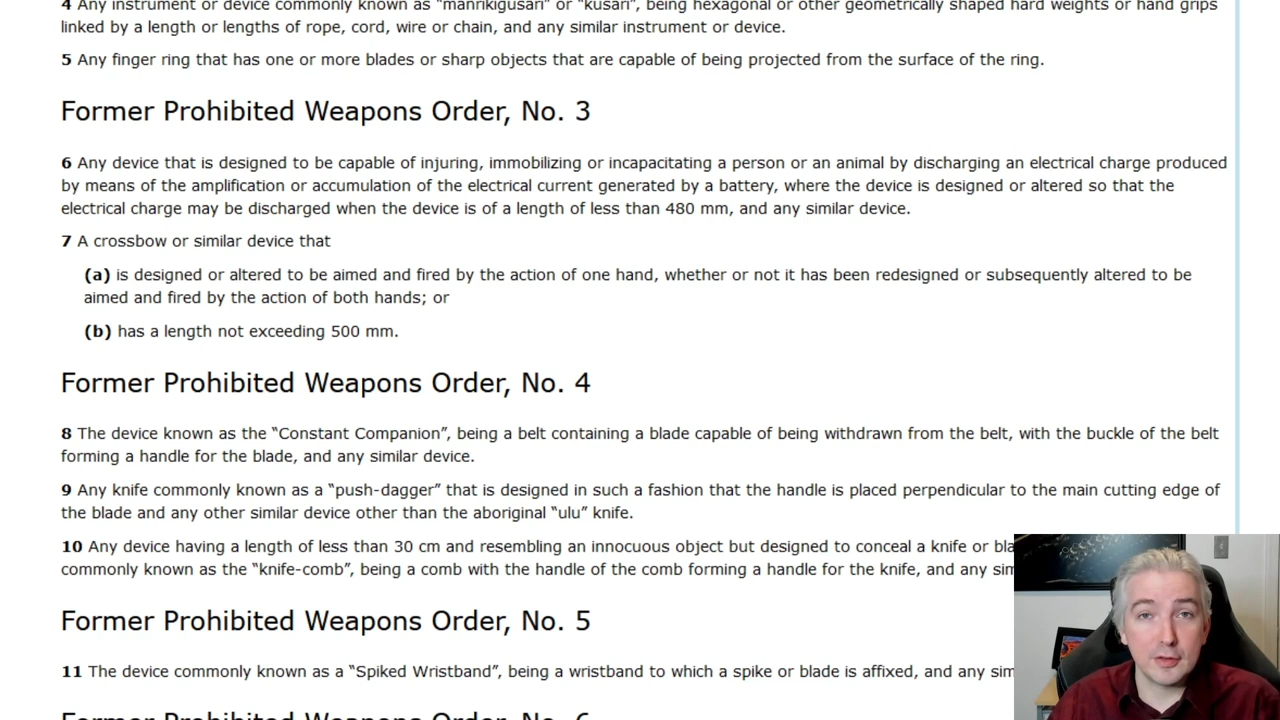 4 Any instrument or device commonly known as “manrikigusari” or “kusari”, being hexagonal or other geometrically shaped hard weights or hand grips
linked by a length or lengths of rope, cord, wire or chain, and any similar instrument or device.
5 Any finger ring that has one or more blades or sharp objects that are capable of being projected from the surface of the ring.
Former Prohibited Weapons Order, No. 3
6 Any device that is designed to be capable of injuring, immobilizing or incapacitating a person or an animal by discharging an electrical charge produced
by means of the amplification or accumulation of the electrical current generated by a battery, where the device is designed or altered so that the
electrical charge may be discharged when the device is of a length of less than 480 mm, and any similar device.
7 A crossbow or similar device that
(a) is designed or altered to be aimed and fired by the action of one hand, whether or not it has been redesigned or subsequently altered to be
aimed and fired by the action of both hands; or
(b) has a length not exceeding 500 mm.
Former Prohibited Weapons Order, No. 4
8 The device known as the “Constant Companion”, being a belt containing a blade capable of being withdrawn from the belt, with the buckle of the belt
forming a handle for the blade, and any similar device.
9 Any knife commonly known as a “push-dagger” that is designed in such a fashion that the handle is placed perpendicular to the main cutting edge of
the blade and any other similar device other than the aboriginal “ulu” knife.
10 Any device having a length of less than 30 cm and resembling an innocuous object but designed to conceal a knife or
commonly known as the “knife-comb”, being a comb with the handle of the comb forming a handle for the knife, and any
Former Prohibited Weapons Order, No. 5
11 The device commonly known as a “Spiked Wristband”, being a wristband to which a spike or blade is affixed, and any
Former Prohibited Weapons Order, No. 6